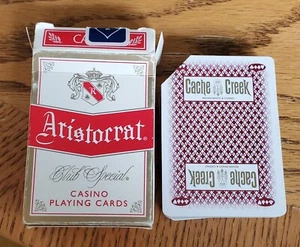 Aristocrat®
Club Special®
CASINO
PLAYING CARDS
Cache Creek
Cache Creek